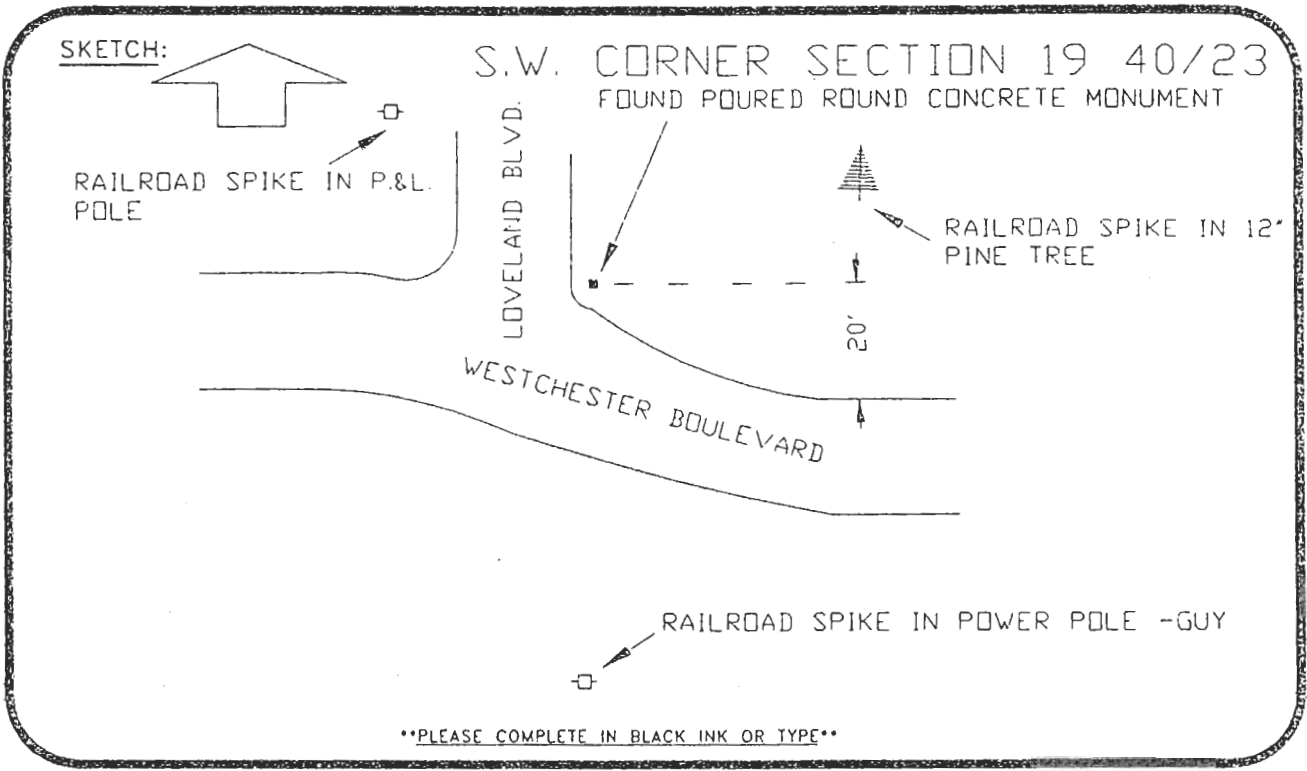 SKETCH:
S.W. CORNER SECTION 19 40/23
FOUND POURED ROUND CONCRETE MONUMENT
LOVELAND BLVD.
RAILROAD SPIKE IN P.&L.
POLE
RAILROAD SPIKE IN 12"
PINE TREE
20'
WESTCHESTER BOULEVARD
RAILROAD SPIKE IN POWER POLE -GUY
**PLEASE COMPLETE IN BLACK INK OR TYPE**